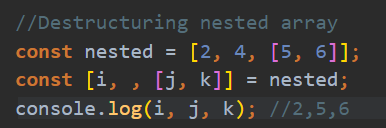 //Destructuring nested array
const nested = [2, 4, [5, 6]];
const [i, , [j, k]] = nested;
console.log(i, j, k); //2,5,6